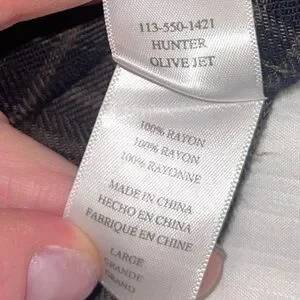 113-550-1421
HUNTER
OLIVE JET
100% RAYON
100% RAYON
100% RAYONNE
MADE IN CHINA
HECHO EN CHINA
FABRIQUÉ EN CHINE
LARGE
GRANDE
GRAND